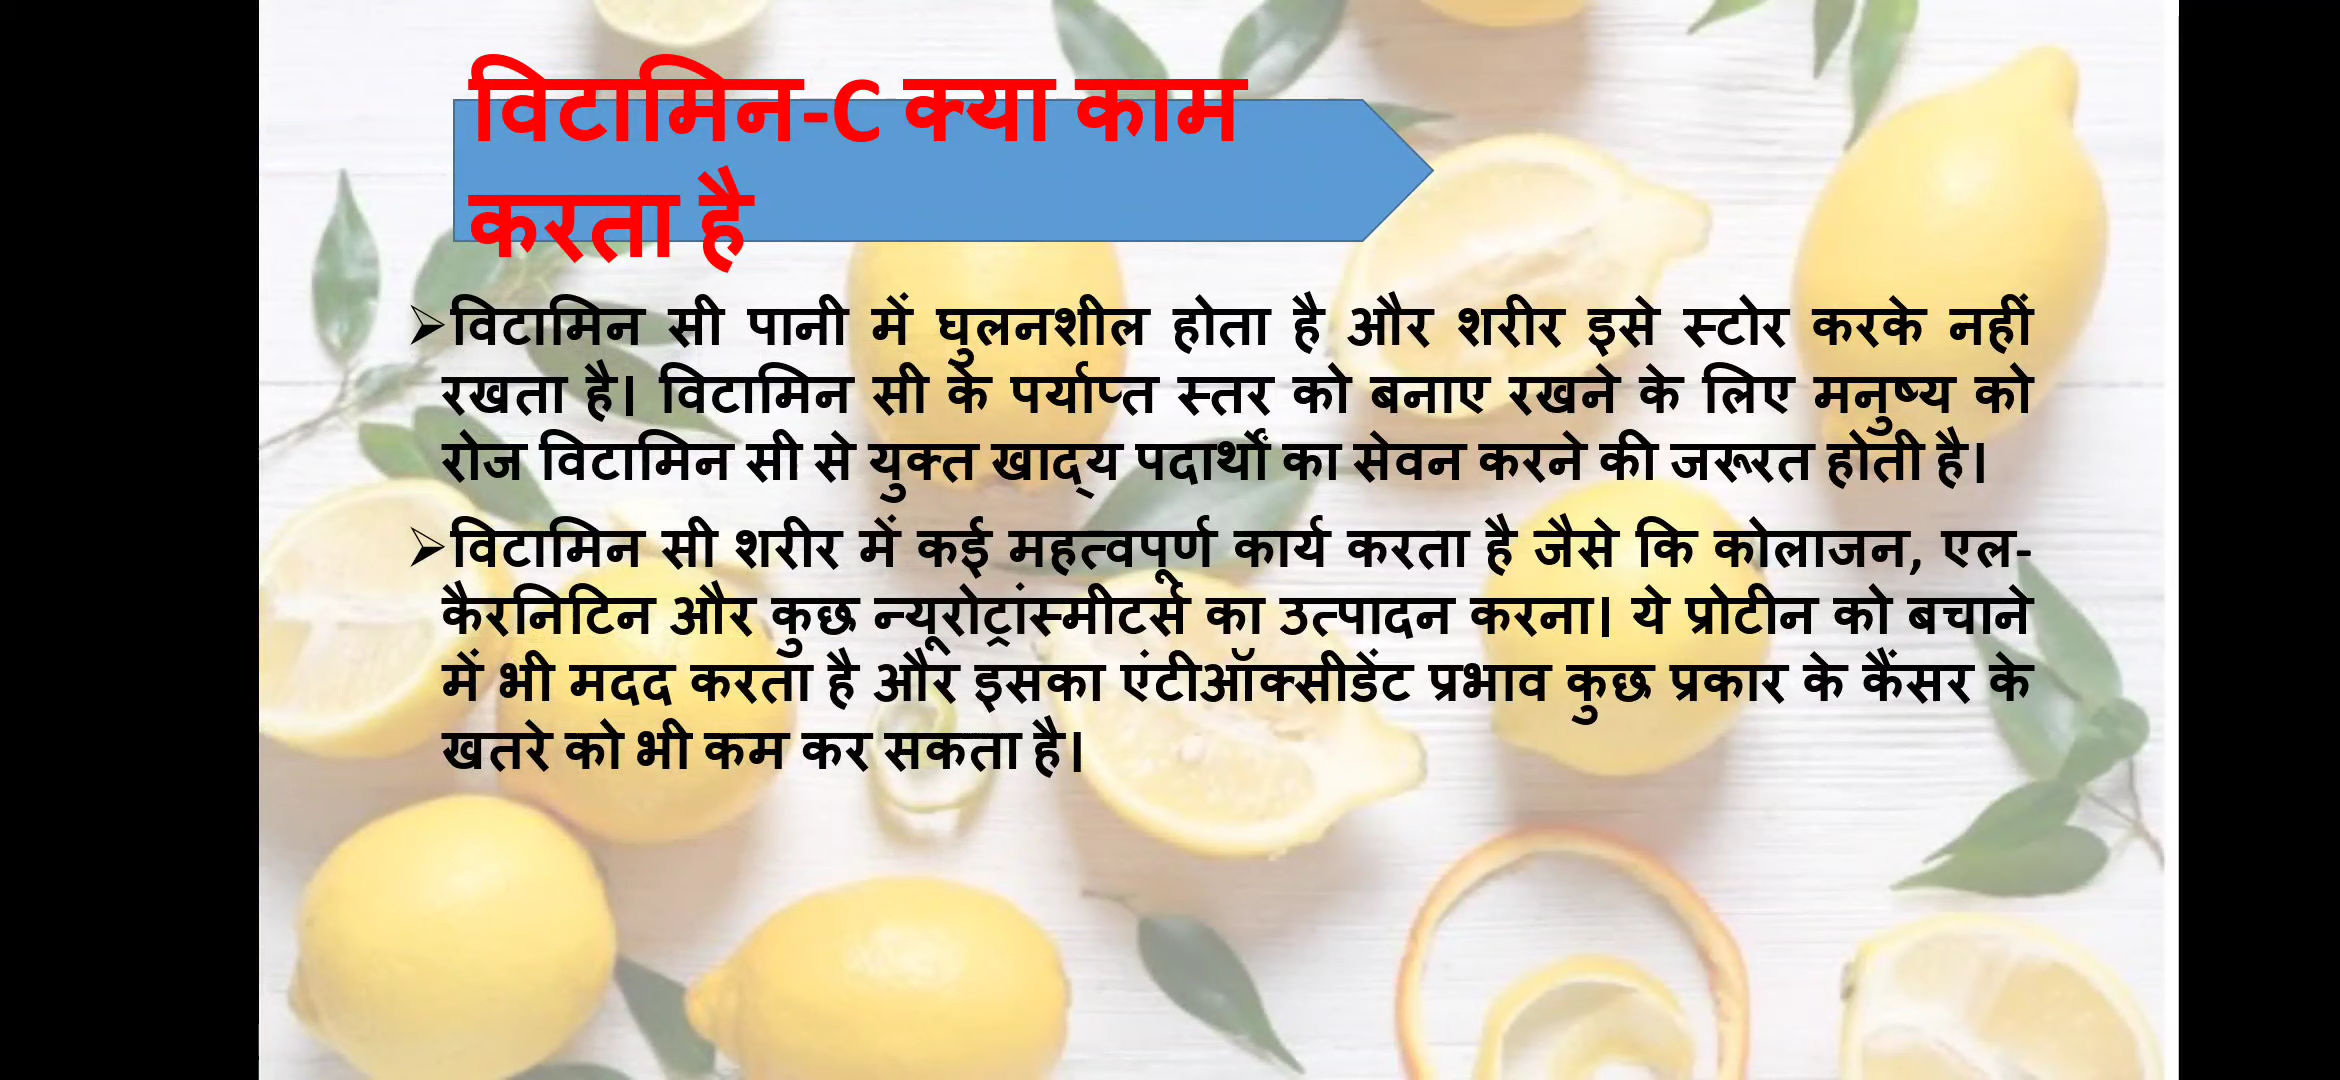 विटामिन-C क्या काम
करता है
➢विटामिन सी पानी में घुलनशील होता है और शरीर इसे स्टोर करके नहीं
रखता है। विटामिन सी के पर्याप्त स्तर को बनाए रखने के लिए मनुष्य को
रोज विटामिन सी से युक्त खाद्य पदार्थों का सेवन करने की जरूरत होती है।
➢विटामिन सी शरीर में कई महत्वपूर्ण कार्य करता है जैसे कि कोलाजन, एल-
कैरनिटिन और कुछ न्यूरोट्रांस्मीटर्स का उत्पादन करना। ये प्रोटीन को बचाने
में भी मदद करता है और इसका एंटीऑक्सीडेंट प्रभाव कुछ प्रकार के कैंसर के
खतरे को भी कम कर सकता है।